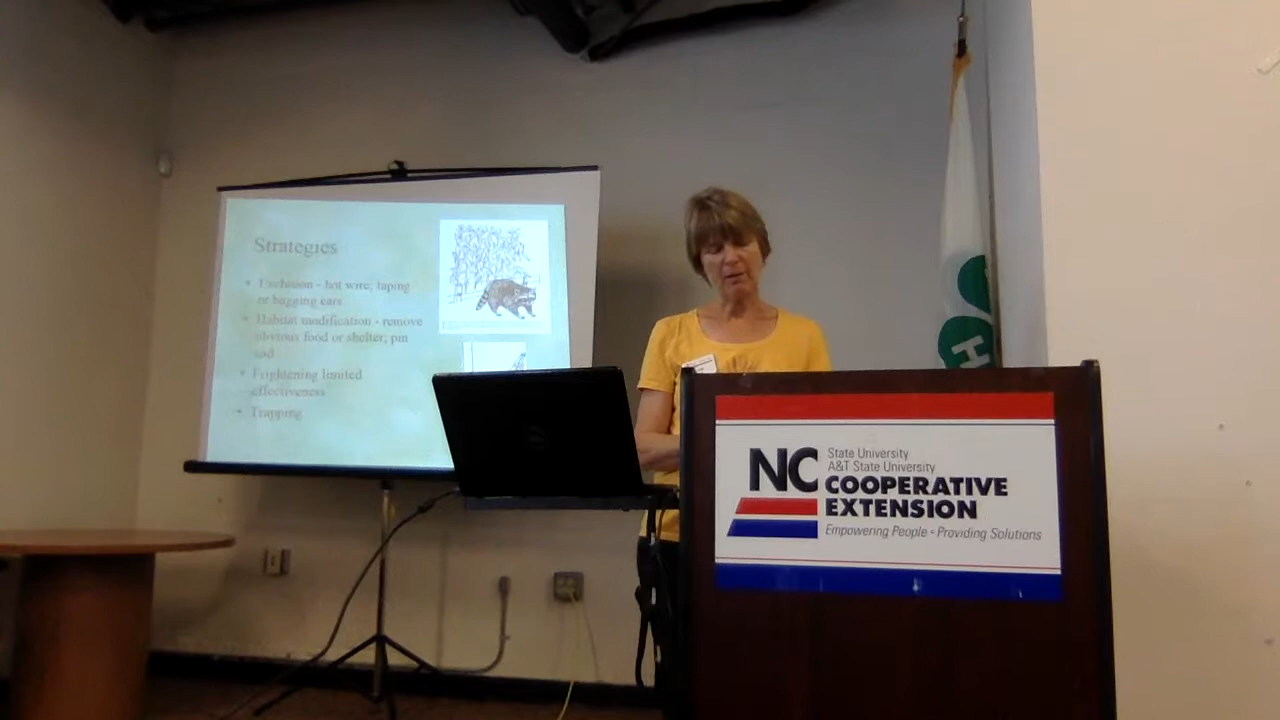 Strategies
• Exclusion - hot wire; taping
or bagging ears
• Habitat modification - remove
obvious food or shelter; pm
sod
• Frightening limited
effectiveness
• Trapping
H
NC
State University
A&T State University
COOPERATIVE
EXTENSION
Empowering People • Providing Solutions